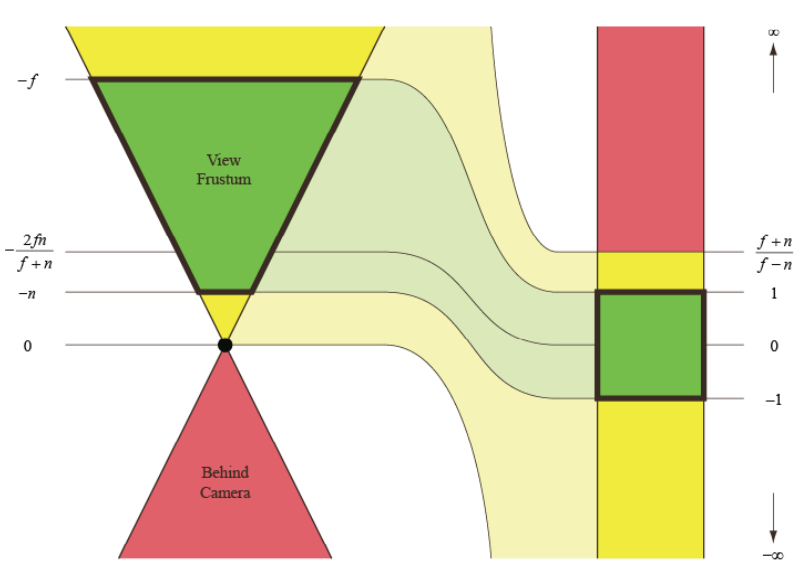 ∞
−f
View
Frustum
−2fn/(f + n)
(f + n)/(f − n)
−n
1
0
0
−1
Behind
Camera
−∞